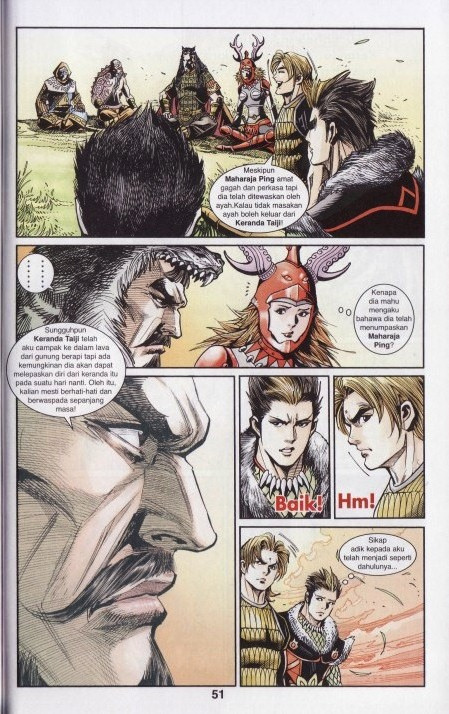 Meskipun
Maharaja Ping amat
gagah dan perkasa tapi
dia telah ditewaskan oleh
ayah.Kalau tidak masakan
ayah boleh keluar dari
Keranda Taiji!
Kenapa
dia mahu
mengaku
bahawa dia telah
menumpaskan
Maharaja
Ping?
Sungguhpun
Keranda Taiji telah
aku campak ke dalam lava
dari gunung berapi tapi ada
kemungkinan dia akan dapat
melepaskan diri dari keranda itu
pada suatu hari nanti. Oleh itu,
kalian mesti berhati-hati dan
berwaspada sepanjang
masa!
Baik!
Hm!
Sikap
adik kepada aku
telah menjadi seperti
dahulunya...
51